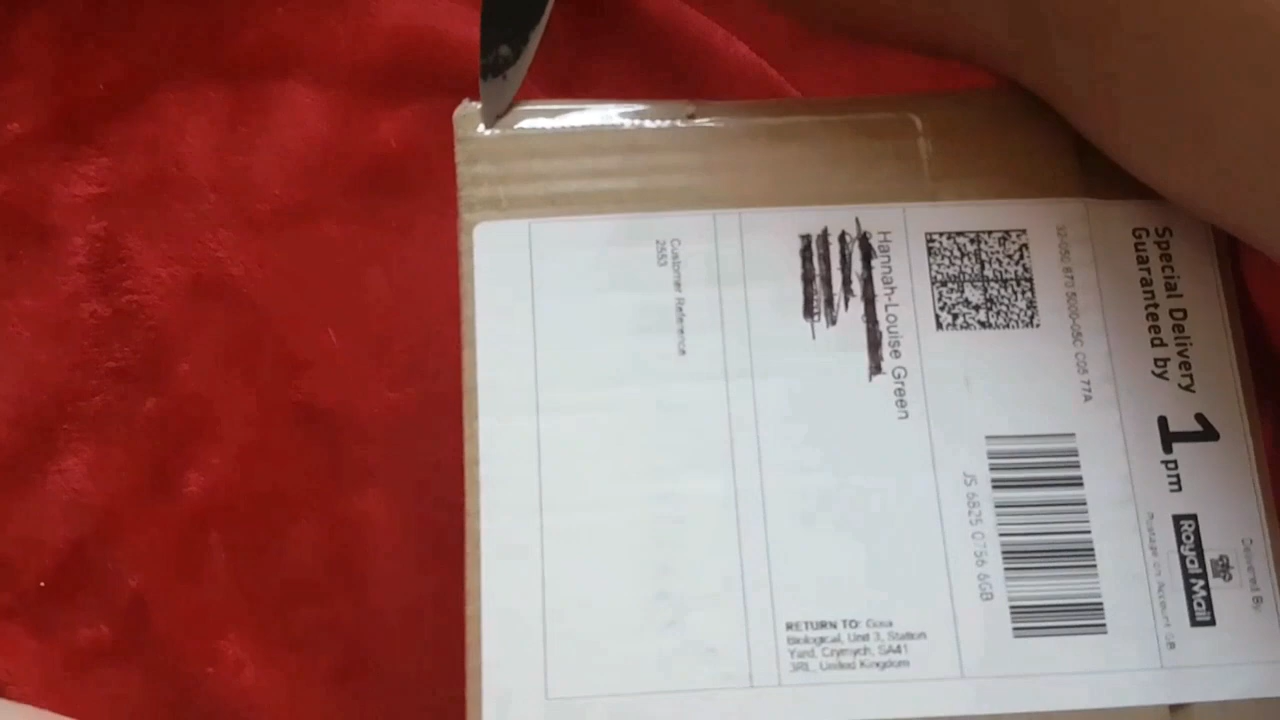 Delivered By
Royal Mail
Postage on Account GB
Special Delivery
Guaranteed by
1pm
JS 6825 0756 6GB
Hannah-Louise Green
RETURN TO:
Biological, Unit 3, Station
Yard, Crymych, SA41
3RL, United Kingdom
Customer Reference
2553